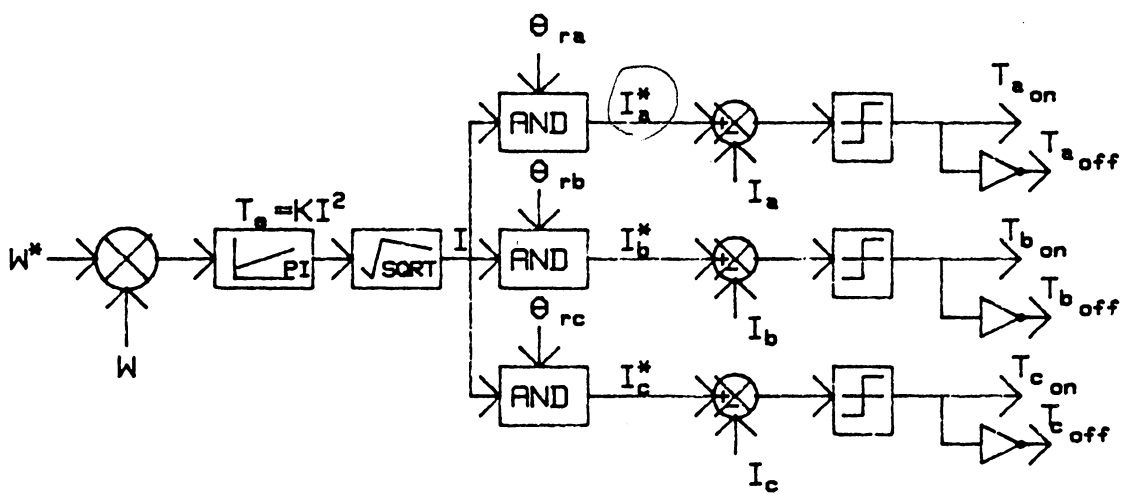 θ ra
AND
I*a
+
-
Ia
Ta on
Ta off
W*
W
Te=KI²
PI
√SQRT
I
θ rb
AND
I*b
+
-
Ib
Tb on
Tb off
θ rc
AND
I*c
+
-
Ic
Tc on
Tc off